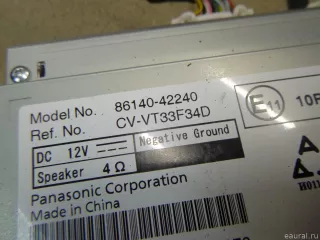 Model No. 86140-42240
Ref. No. CV-VT33F34D
DC 12V Negative Ground
Speaker 4Ω
Panasonic Corporation
Made in China
E11
10R
eaural.ru